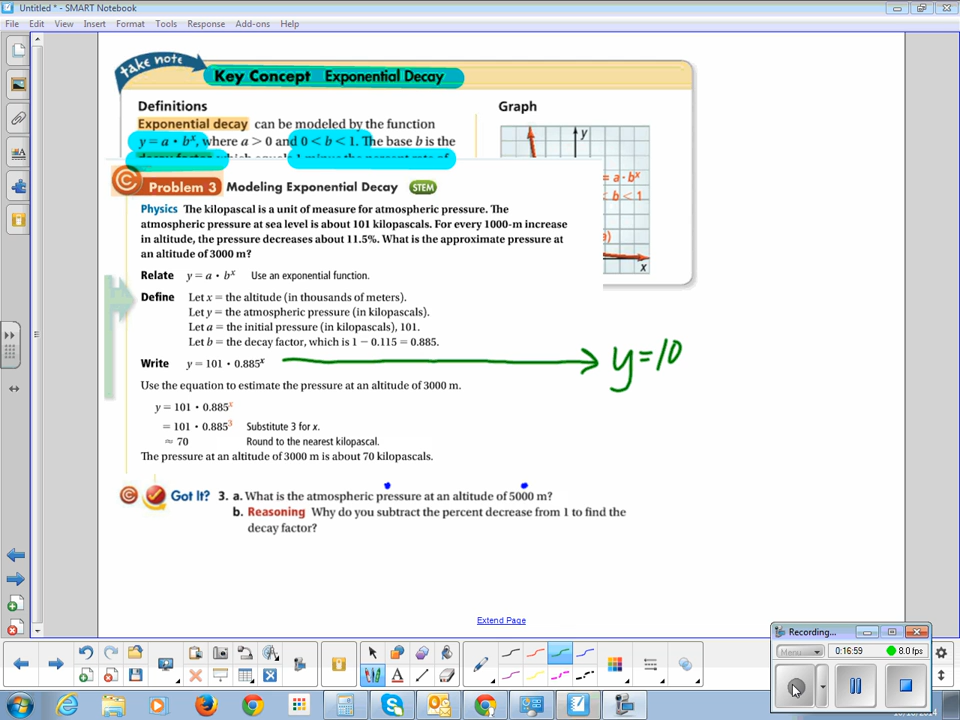 Untitled * - SMART Notebook
File Edit View Insert Format Tools Response Add-ons Help
take note
Key Concept Exponential Decay
Definitions
Exponential decay can be modeled by the function
y = a • bˣ, where a > 0 and 0 < b < 1. The base b is the
Graph
y
= a • bˣ
< b < 1
x
Problem 3 Modeling Exponential Decay STEM
Physics The kilopascal is a unit of measure for atmospheric pressure. The
atmospheric pressure at sea level is about 101 kilopascals. For every 1000-m increase
in altitude, the pressure decreases about 11.5%. What is the approximate pressure at
an altitude of 3000 m?
Relate y = a • bˣ Use an exponential function.
Define Let x = the altitude (in thousands of meters).
Let y = the atmospheric pressure (in kilopascals).
Let a = the initial pressure (in kilopascals), 101.
Let b = the decay factor, which is 1 − 0.115 = 0.885.
Write y = 101 • 0.885ˣ
y=10
Use the equation to estimate the pressure at an altitude of 3000 m.
y = 101 • 0.885ˣ
= 101 • 0.885³ Substitute 3 for x.
≈ 70 Round to the nearest kilopascal.
The pressure at an altitude of 3000 m is about 70 kilopascals.
Got It? 3. a. What is the atmospheric pressure at an altitude of 5000 m?
b. Reasoning Why do you subtract the percent decrease from 1 to find the
decay factor?
Extend Page
Recording...
Menu 0:16:59 8.0 fps